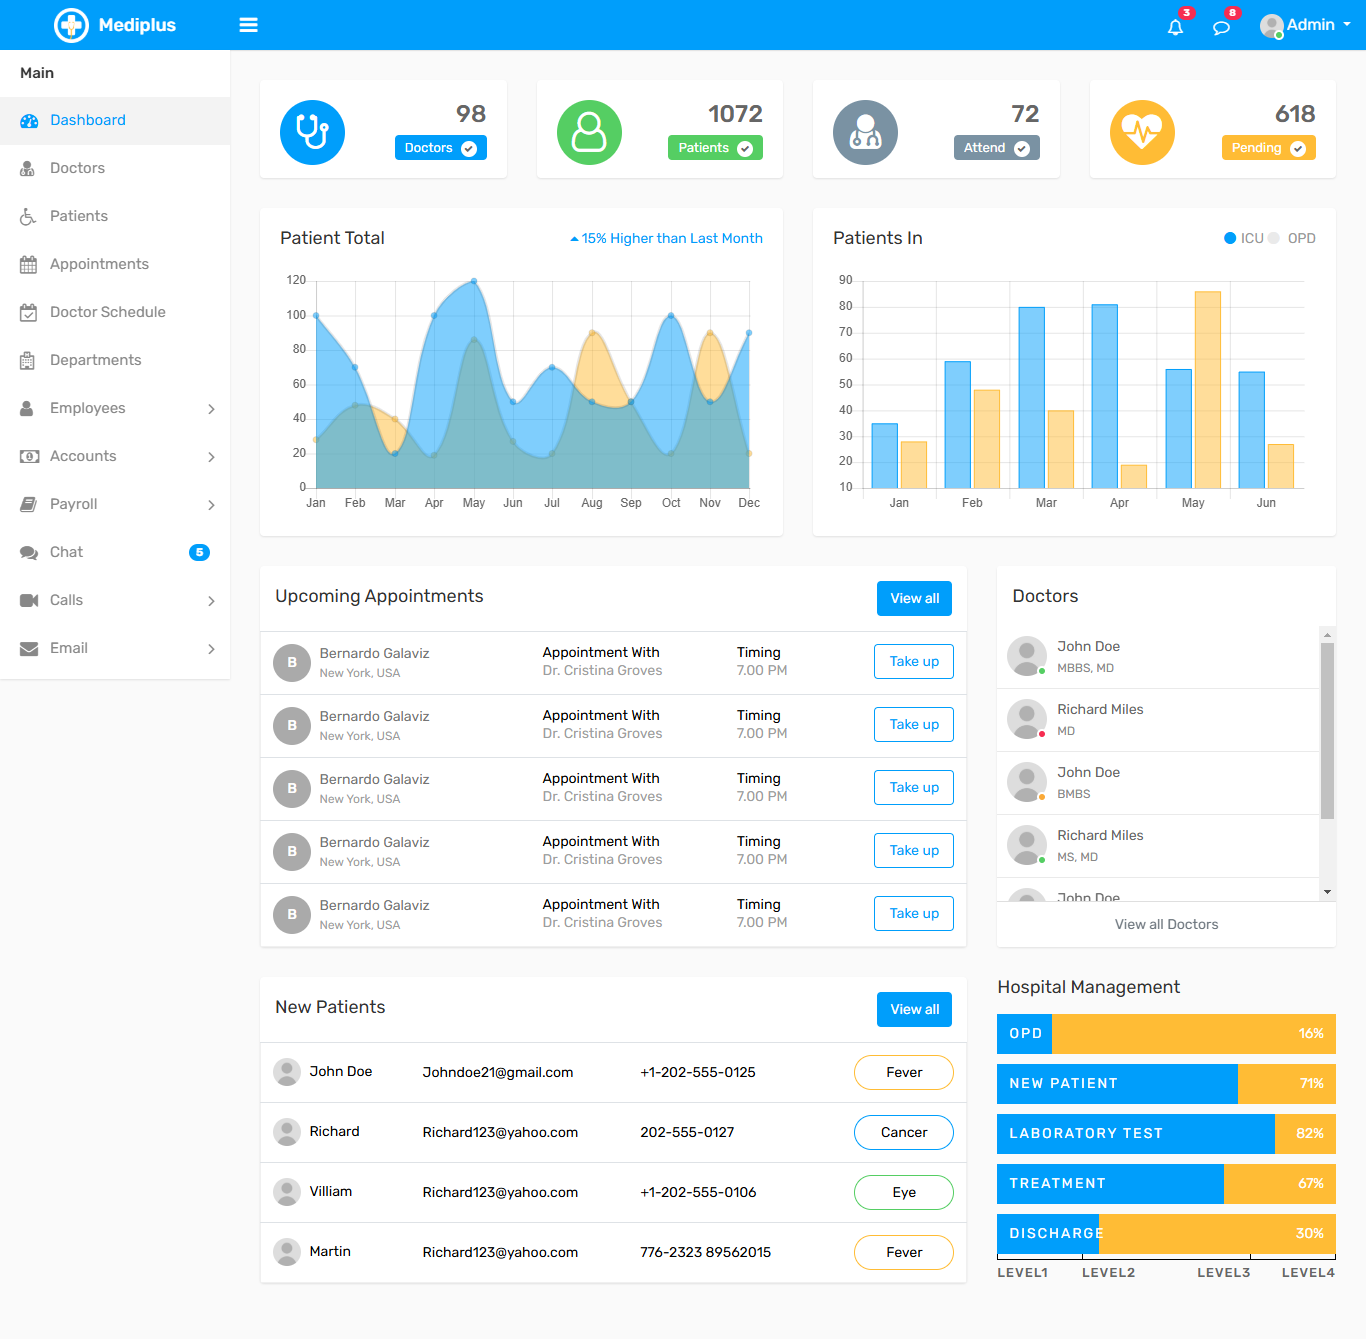 Mediplus
3
8
Admin
Main
Dashboard
Doctors
Patients
Appointments
Doctor Schedule
Departments
Employees
Accounts
Payroll
Chat
5
Calls
Email
98
Doctors
1072
Patients
72
Attend
618
Pending
Patient Total
15% Higher than Last Month
120
100
80
60
40
20
0
Jan Feb Mar Apr May Jun Jul Aug Sep Oct Nov Dec
Patients In
ICU OPD
90
80
70
60
50
40
30
20
10
Jan Feb Mar Apr May Jun
Upcoming Appointments
View all
B Bernardo Galaviz Appointment With Timing Take up
New York, USA Dr. Cristina Groves 7.00 PM
B Bernardo Galaviz Appointment With Timing Take up
New York, USA Dr. Cristina Groves 7.00 PM
B Bernardo Galaviz Appointment With Timing Take up
New York, USA Dr. Cristina Groves 7.00 PM
B Bernardo Galaviz Appointment With Timing Take up
New York, USA Dr. Cristina Groves 7.00 PM
B Bernardo Galaviz Appointment With Timing Take up
New York, USA Dr. Cristina Groves 7.00 PM
Doctors
John Doe
MBBS, MD
Richard Miles
MD
John Doe
BMBS
Richard Miles
MS, MD
John Doe
View all Doctors
New Patients
View all
John Doe Johndoe21@gmail.com +1-202-555-0125 Fever
Richard Richard123@yahoo.com 202-555-0127 Cancer
Villiam Richard123@yahoo.com +1-202-555-0106 Eye
Martin Richard123@yahoo.com 776-2323 89562015 Fever
Hospital Management
OPD 16%
NEW PATIENT 71%
LABORATORY TEST 82%
TREATMENT 67%
DISCHARGE 30%
LEVEL1 LEVEL2 LEVEL3 LEVEL4